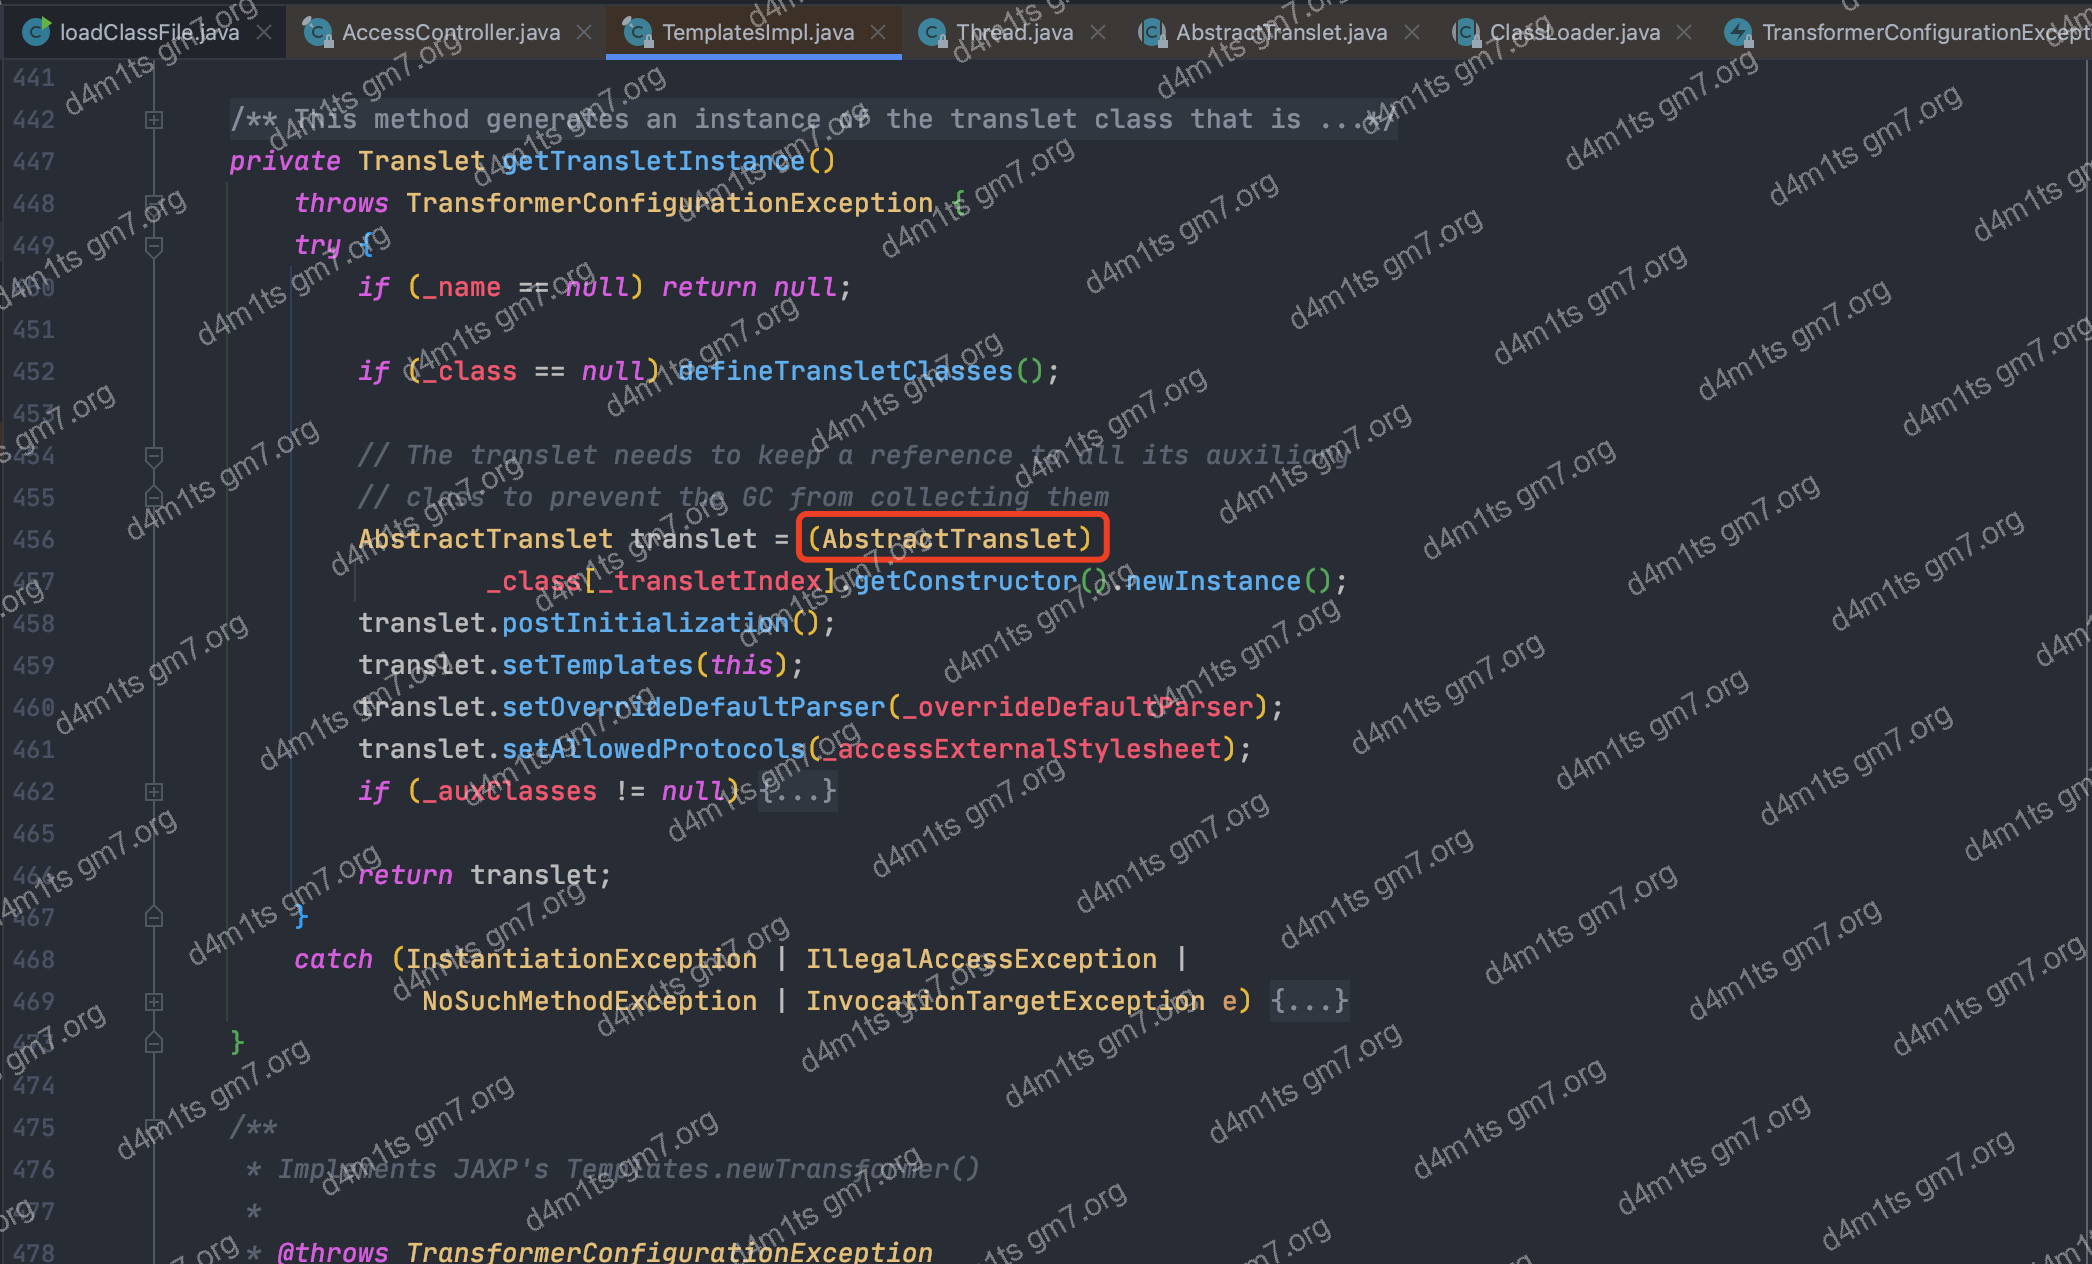 loadClassFile.java AccessController.java TemplatesImpl.java Thread.java AbstractTranslet.java ClassLoader.java TransformerConfigurationExcept
441
442 /** This method generates an instance of the translet class that is ...*/
447 private Translet getTransletInstance()
448 throws TransformerConfigurationException {
449 try {
450 if (_name == null) return null;
451
452 if (_class == null) defineTransletClasses();
453
454 // The translet needs to keep a reference to all its auxiliary
455 // class to prevent the GC from collecting them
456 AbstractTranslet translet = (AbstractTranslet)
457 _class[_transletIndex].getConstructor().newInstance();
458 translet.postInitialization();
459 translet.setTemplates(this);
460 translet.setOverrideDefaultParser(_overrideDefaultParser);
461 translet.setAllowedProtocols(_accessExternalStylesheet);
462 if (_auxClasses != null) {...}
465
466 return translet;
467 }
468 catch (InstantiationException | IllegalAccessException |
469 NoSuchMethodException | InvocationTargetException e) {...}
473 }
474
475 /**
476 * Implements JAXP's Templates.newTransformer()
477 *
478 * @throws TransformerConfigurationException
d4m1ts gm7.org